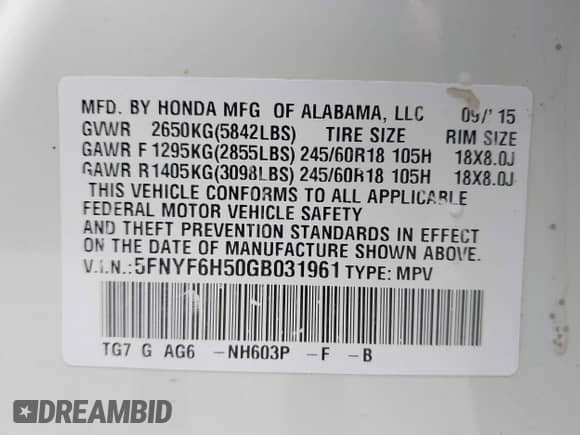 MFD. BY HONDA MFG OF ALABAMA, LLC 09/'15
GVWR 2650KG(5842LBS) TIRE SIZE RIM SIZE
GAWR F 1295KG(2855LBS) 245/60R18 105H 18X8.0J
GAWR R1405KG(3098LBS) 245/60R18 105H 18X8.0J
THIS VEHICLE CONFORMS TO ALL APPLICABLE
FEDERAL MOTOR VEHICLE SAFETY
AND THEFT PREVENTION STANDARDS IN EFFECT
ON THE DATE OF MANUFACTURE SHOWN ABOVE.
V.I.N.:5FNYF6H50GB031961 TYPE: MPV
TG7 G AG6 -NH603P -F -B
DREAMBID